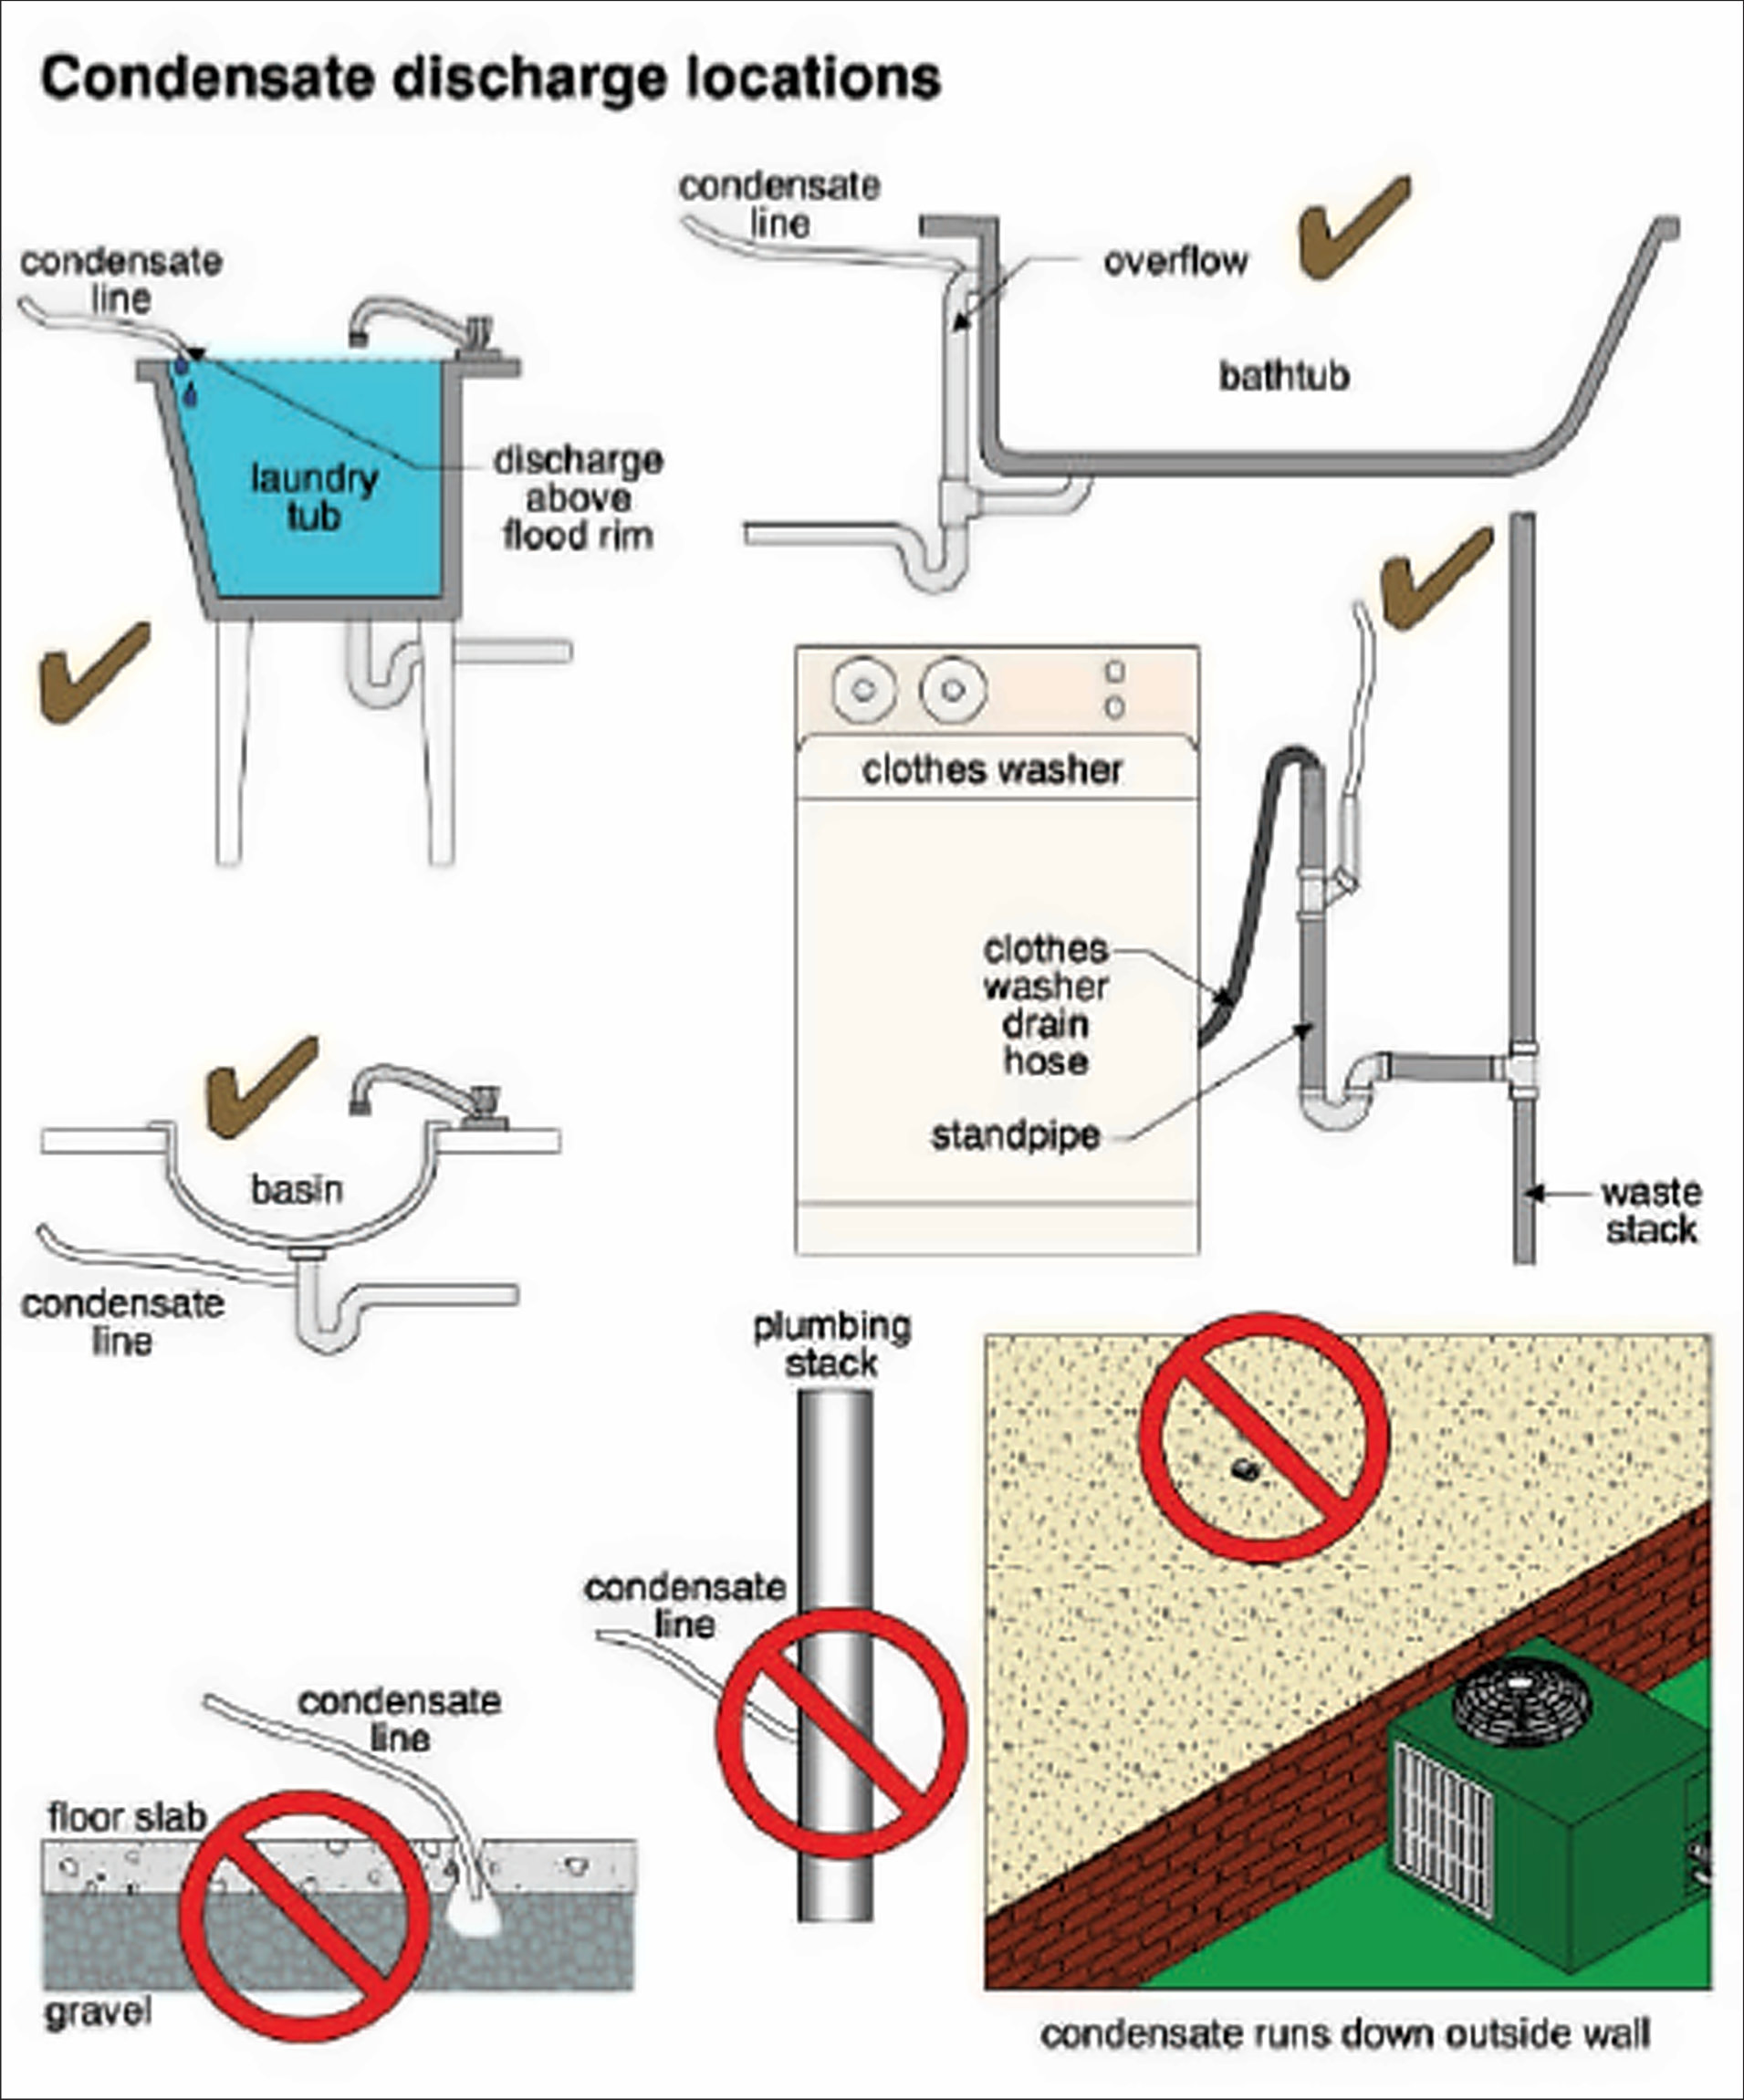 Condensate discharge locations
condensate
line
overflow
bathtub
condensate
line
laundry
tub
discharge
above
flood rim
clothes washer
clothes
washer
drain
hose
standpipe
waste
stack
basin
condensate
line
plumbing
stack
condensate
line
condensate
line
floor slab
gravel
condensate runs down outside wall